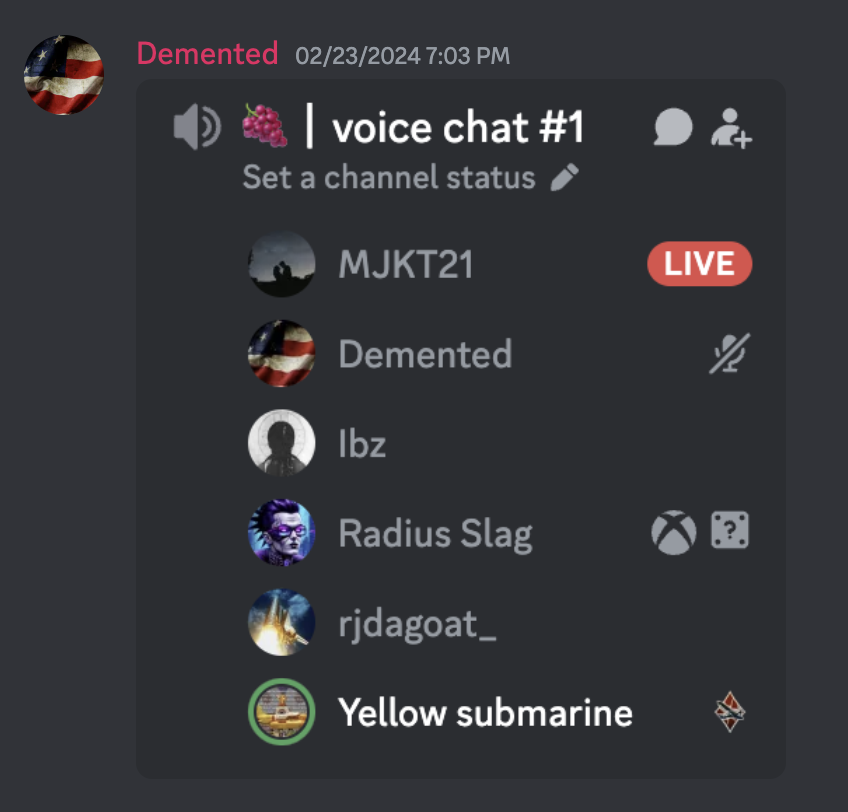 Demented 02/23/2024 7:03 PM
| voice chat #1
Set a channel status
MJKT21 LIVE
Demented
Ibz
Radius Slag ?
rjdagoat_
Yellow submarine